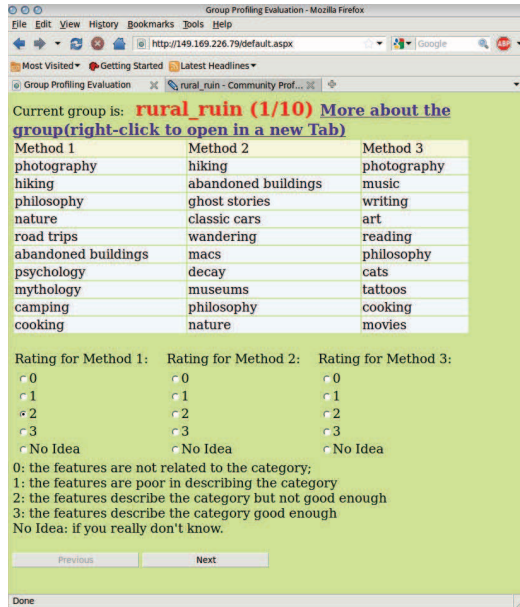 Group Profiling Evaluation - Mozilla Firefox
File Edit View History Bookmarks Tools Help
http://149.169.226.79/default.aspx Google ABP
Most Visited Getting Started Latest Headlines
Group Profiling Evaluation rural_ruin - Community Prof...
Current group is: rural_ruin (1/10) More about the
group(right-click to open in a new Tab)
Method 1 Method 2 Method 3
photography hiking photography
hiking abandoned buildings music
philosophy ghost stories writing
nature classic cars art
road trips wandering reading
abandoned buildings macs philosophy
psychology decay cats
mythology museums tattoos
camping philosophy cooking
cooking nature movies
Rating for Method 1: Rating for Method 2: Rating for Method 3:
0 0 0
1 1 1
2 2 2
3 3 3
No Idea No Idea No Idea
0: the features are not related to the category;
1: the features are poor in describing the category
2: the features describe the category but not good enough
3: the features describe the category good enough
No Idea: if you really don't know.
Previous Next
Done